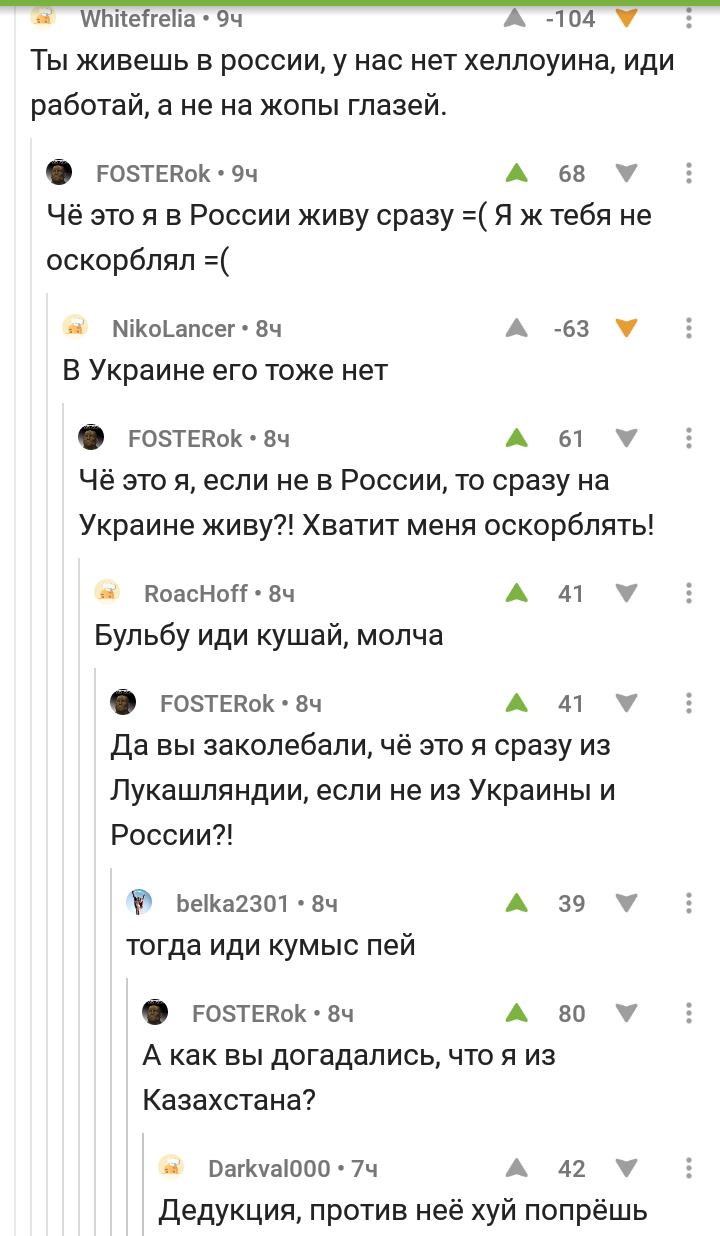 Whitefrelia • 9ч -104
Ты живешь в россии, у нас нет хеллоуина, иди
работай, а не на жопы глазей.
FOSTERok • 9ч 68
Чё это я в России живу сразу =( Я ж тебя не
оскорблял =(
NikoLancer • 8ч -63
В Украине его тоже нет
FOSTERok • 8ч 61
Чё это я, если не в России, то сразу на
Украине живу?! Хватит меня оскорблять!
RoacHoff • 8ч 41
Бульбу иди кушай, молча
FOSTERok • 8ч 41
Да вы заколебали, чё это я сразу из
Лукашляндии, если не из Украины и
России?!
belka2301 • 8ч 39
тогда иди кумыс пей
FOSTERok • 8ч 80
А как вы догадались, что я из
Казахстана?
Darkval000 • 7ч 42
Дедукция, против неё хуй попрёшь